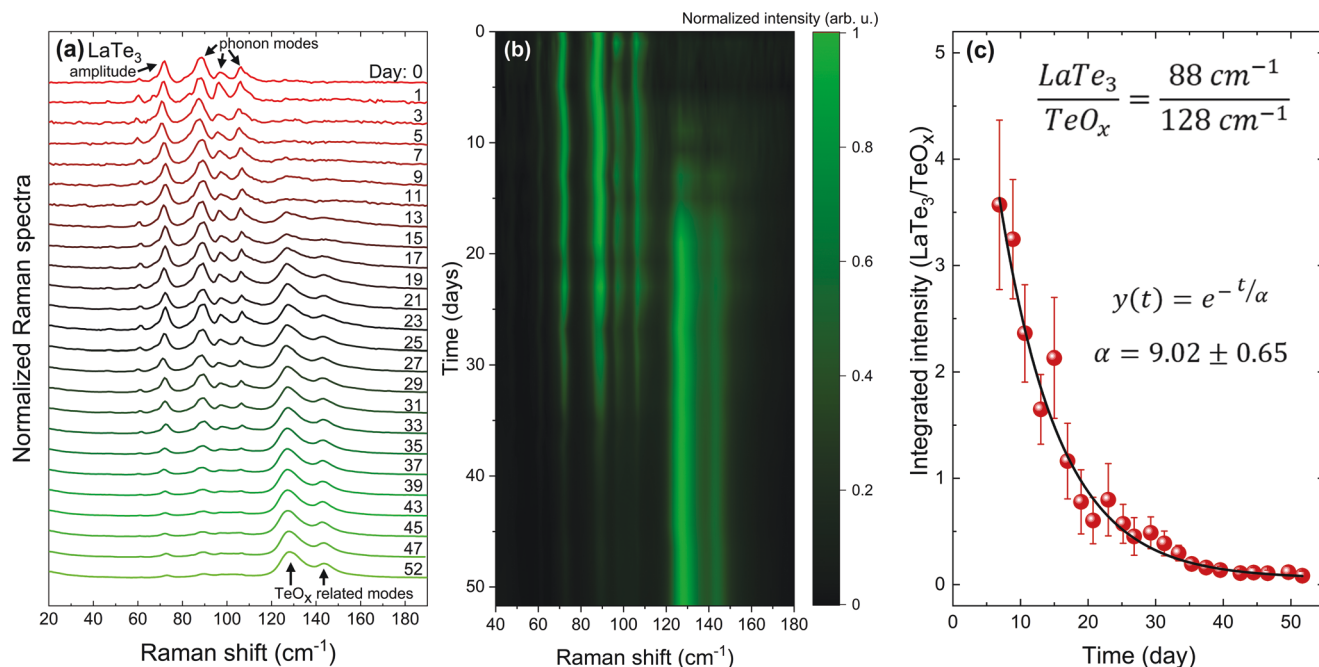 (a) LaTe₃
amplitude
phonon modes
Day: 0
1
3
5
7
9
11
13
15
17
19
21
23
25
27
29
31
33
35
37
39
43
45
47
52
TeOₓ related modes
Normalized Raman spectra
20 40 60 80 100 120 140 160 180
Raman shift (cm⁻¹)
(b)
Normalized intensity (arb. u.)
0
10
20
30
40
50
Time (days)
40 60 80 100 120 140 160 180
Raman shift (cm⁻¹)
1
0.8
0.6
0.4
0.2
0
(c)
LaTe₃/TeOₓ = 88 cm⁻¹/128 cm⁻¹
y(t) = e^(− t/α)
α = 9.02 ± 0.65
Integrated intensity (LaTe₃/TeOₓ)
5
4
3
2
1
0
0 10 20 30 40 50
Time (day)